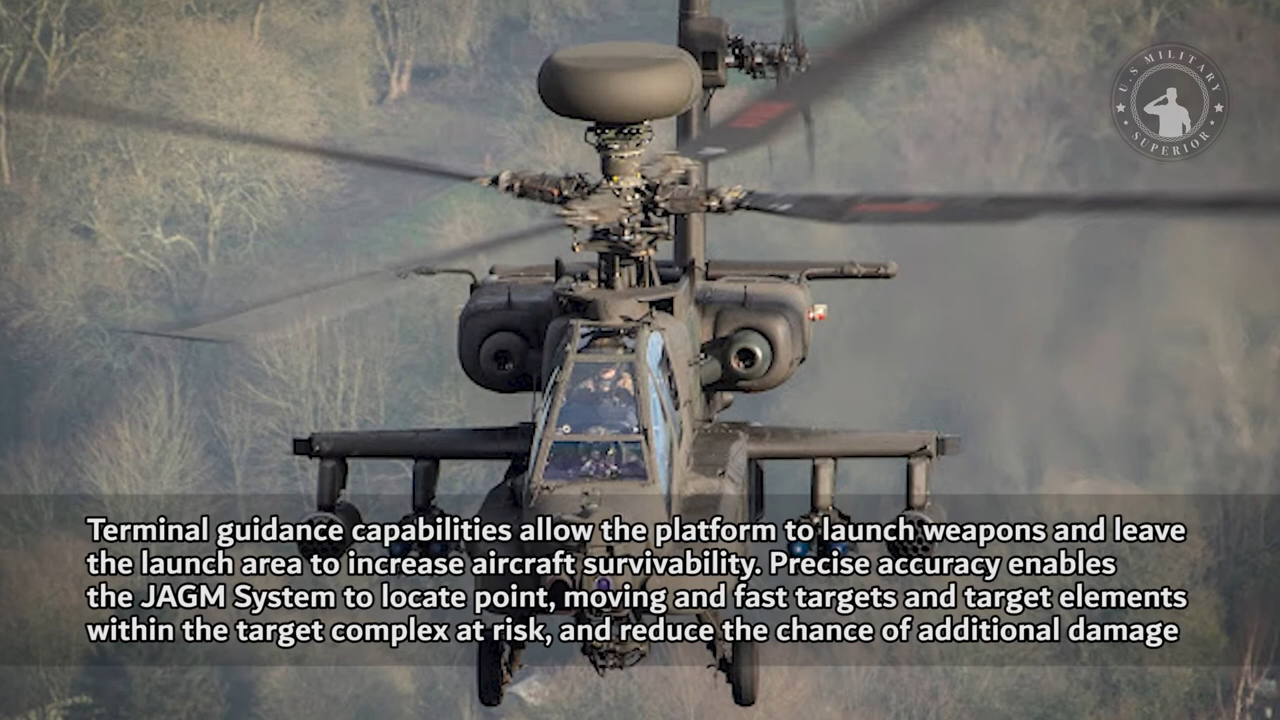 U.S MILITARY
SUPERIOR
Terminal guidance capabilities allow the platform to launch weapons and leave
the launch area to increase aircraft survivability. Precise accuracy enables
the JAGM System to locate point, moving and fast targets and target elements
within the target complex at risk, and reduce the chance of additional damage